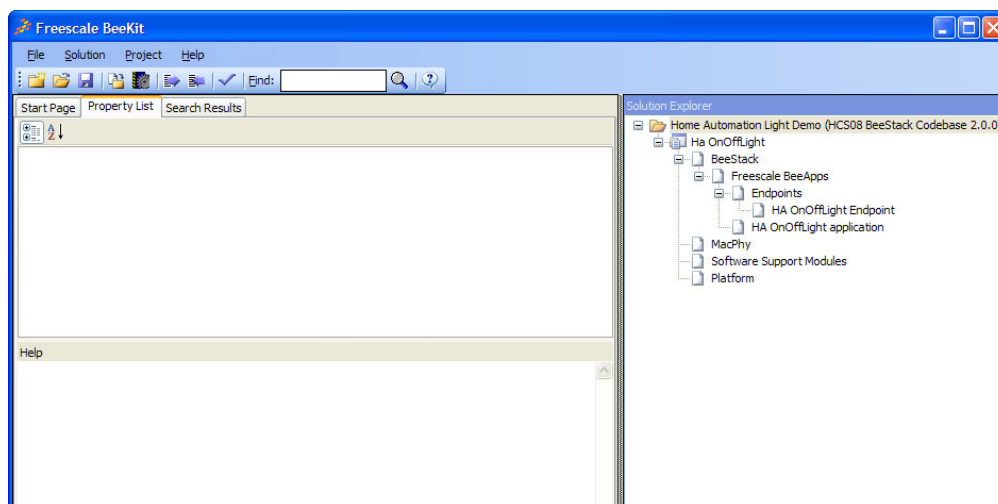 Freescale BeeKit
File Solution Project Help
Find:
Start Page Property List Search Results
Solution Explorer
Home Automation Light Demo (HCS08 BeeStack Codebase 2.0.0
Ha OnOffLight
BeeStack
Freescale BeeApps
Endpoints
HA OnOffLight Endpoint
HA OnOffLight application
MacPhy
Software Support Modules
Platform
Help